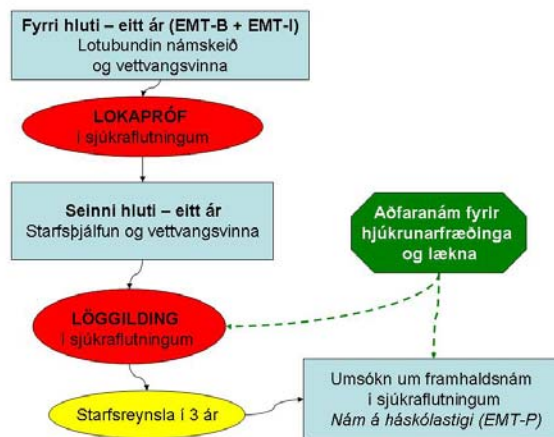 Fyrri hluti – eitt ár (EMT-B + EMT-I)
Lotubundin námskeið
og vettvangsvinna
LOKAPRÓF
í sjúkraflutningum
Seinni hluti – eitt ár
Starfsþjálfun og vettvangsvinna
Aðfaranám fyrir
hjúkrunarfræðinga
og lækna
LÖGGILDING
í sjúkraflutningum
Starfsreynsla í 3 ár
Umsókn um framhaldsnám
í sjúkraflutningum
Nám á háskólastigi (EMT-P)